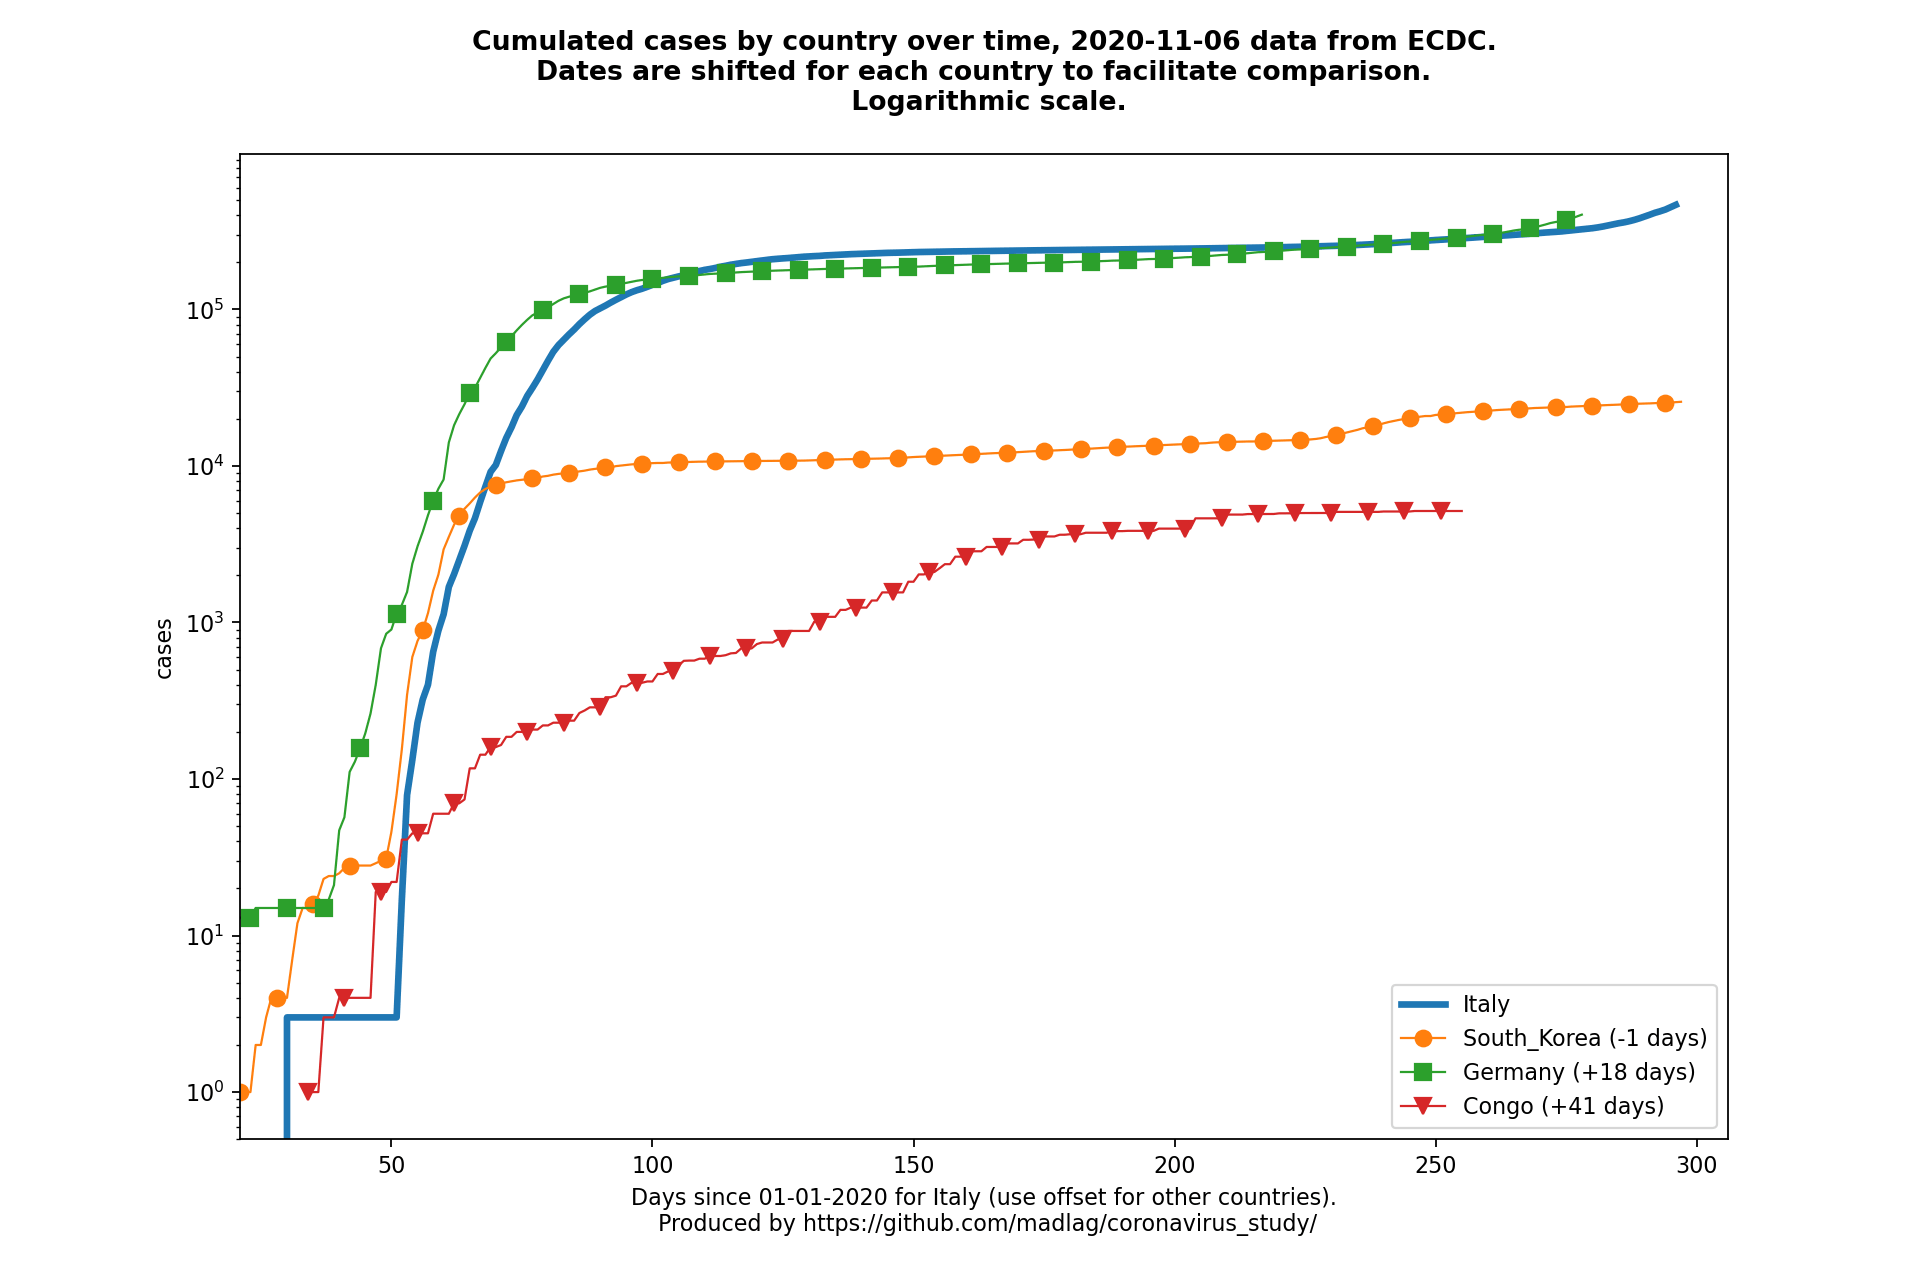 Cumulated cases by country over time, 2020-11-06 data from ECDC.
Dates are shifted for each country to facilitate comparison.
Logarithmic scale.
10^5
10^4
10^3
10^2
10^1
10^0
cases
Italy
South_Korea (-1 days)
Germany (+18 days)
Congo (+41 days)
50 100 150 200 250 300
Days since 01-01-2020 for Italy (use offset for other countries).
Produced by https://github.com/madlag/coronavirus_study/